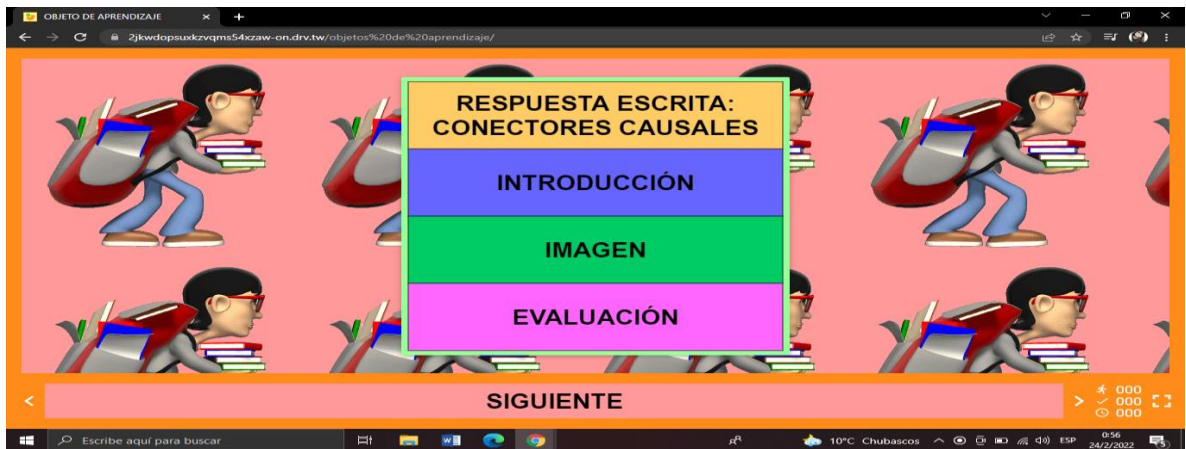 OBJETO DE APRENDIZAJE
2jkwdopsuxkzvqms54xzaw-on.drv.tw/objetos%20de%20aprendizaje/
RESPUESTA ESCRITA:
CONECTORES CAUSALES
INTRODUCCIÓN
IMAGEN
EVALUACIÓN
SIGUIENTE
000
000
000
Escribe aquí para buscar
10°C Chubascos
ESP
0:56
24/2/2022